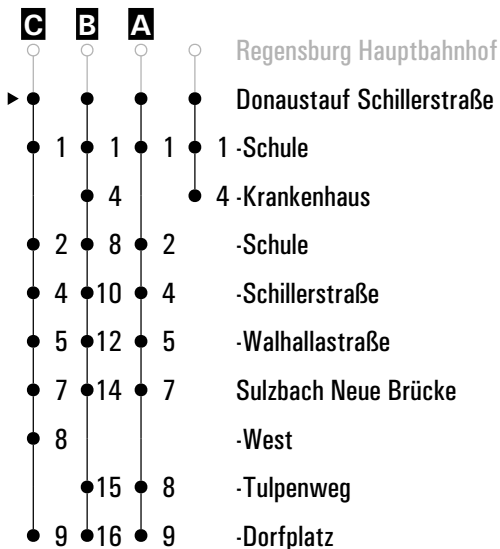 C B A
Regensburg Hauptbahnhof
Donaustauf Schillerstraße
1 1 1 1 -Schule
4 4 -Krankenhaus
2 8 2 -Schule
4 10 4 -Schillerstraße
5 12 5 -Walhallastraße
7 14 7 Sulzbach Neue Brücke
8 -West
15 8 -Tulpenweg
9 16 9 -Dorfplatz